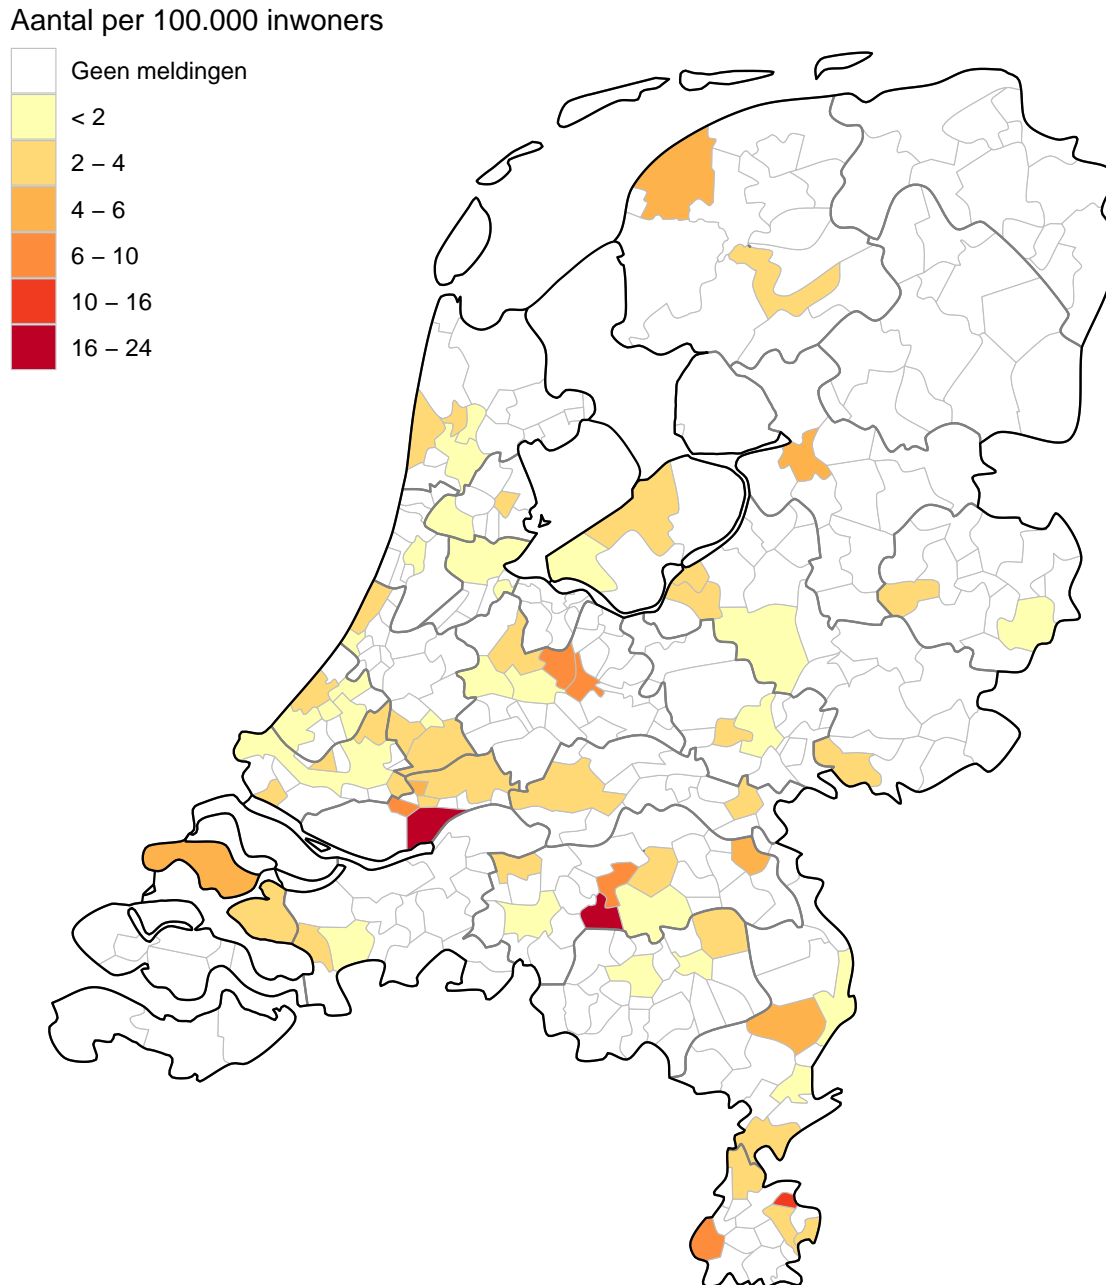 Aantal per 100.000 inwoners
Geen meldingen
< 2
2 – 4
4 – 6
6 – 10
10 – 16
16 – 24